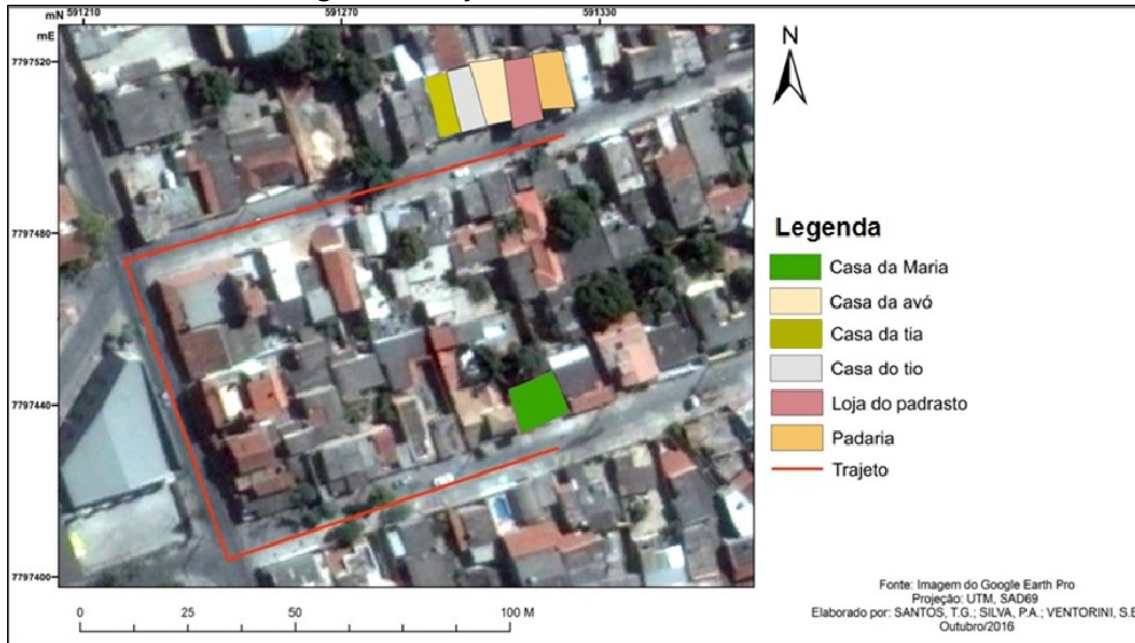 mN 591210 591270 591330
mE
7797520
7797480
7797440
7797400
N
Legenda
Casa da Maria
Casa da avó
Casa da tia
Casa do tio
Loja do padrasto
Padaria
Trajeto
0 25 50 100 M
Fonte: Imagem do Google Earth Pro
Projeção: UTM, SAD69
Elaborado por: SANTOS, T.G.; SILVA, P.A.; VENTORINI, S.E
Outubro/2016